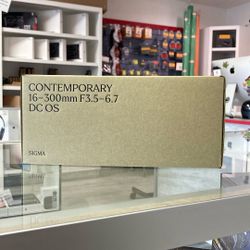 CONTEMPORARY
16–300mm F3.5–6.7
DC OS
SIGMA